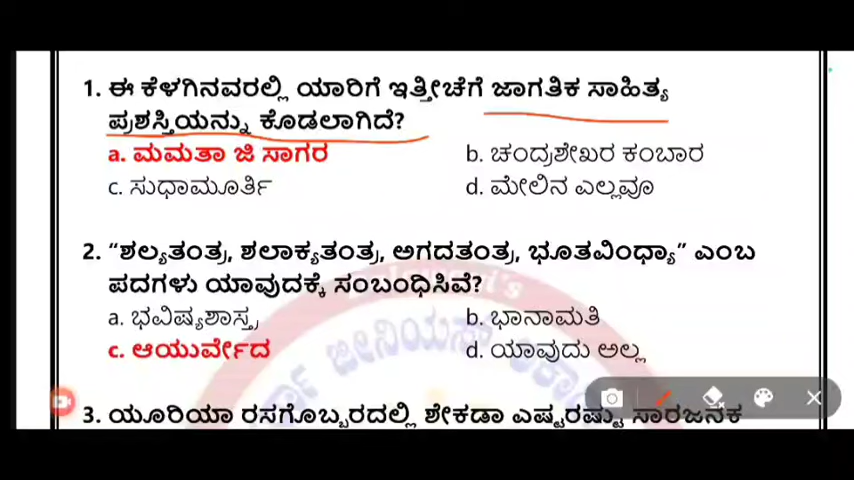 1. ಈ ಕೆಳಗಿನವರಲ್ಲಿ ಯಾರಿಗೆ ಇತ್ತೀಚೆಗೆ ಜಾಗತಿಕ ಸಾಹಿತ್ಯ
ಪ್ರಶಸ್ತಿಯನ್ನು ಕೊಡಲಾಗಿದೆ?
a. ಮಮತಾ ಜಿ ಸಾಗರ b. ಚಂದ್ರಶೇಖರ ಕಂಬಾರ
c. ಸುಧಾಮೂರ್ತಿ d. ಮೇಲಿನ ಎಲ್ಲವೂ
2. “ಶಲ್ಯತಂತ್ರ, ಶಲಾಕ್ಯತಂತ್ರ, ಅಗದತಂತ್ರ, ಭೂತವಿಂಧ್ಯಾ” ಎಂಬ
ಪದಗಳು ಯಾವುದಕ್ಕೆ ಸಂಬಂಧಿಸಿವೆ?
a. ಭವಿಷ್ಯಶಾಸ್ತ್ರ b. ಭಾನಾಮತಿ
c. ಆಯುರ್ವೇದ d. ಯಾವುದು ಅಲ್ಲ
3. ಯೂರಿಯಾ ರಸಗೊಬ್ಬರದಲ್ಲಿ ಶೇಕಡಾ ಎಷ್ಟರಷ್ಟು ಸಾರಜನಕ